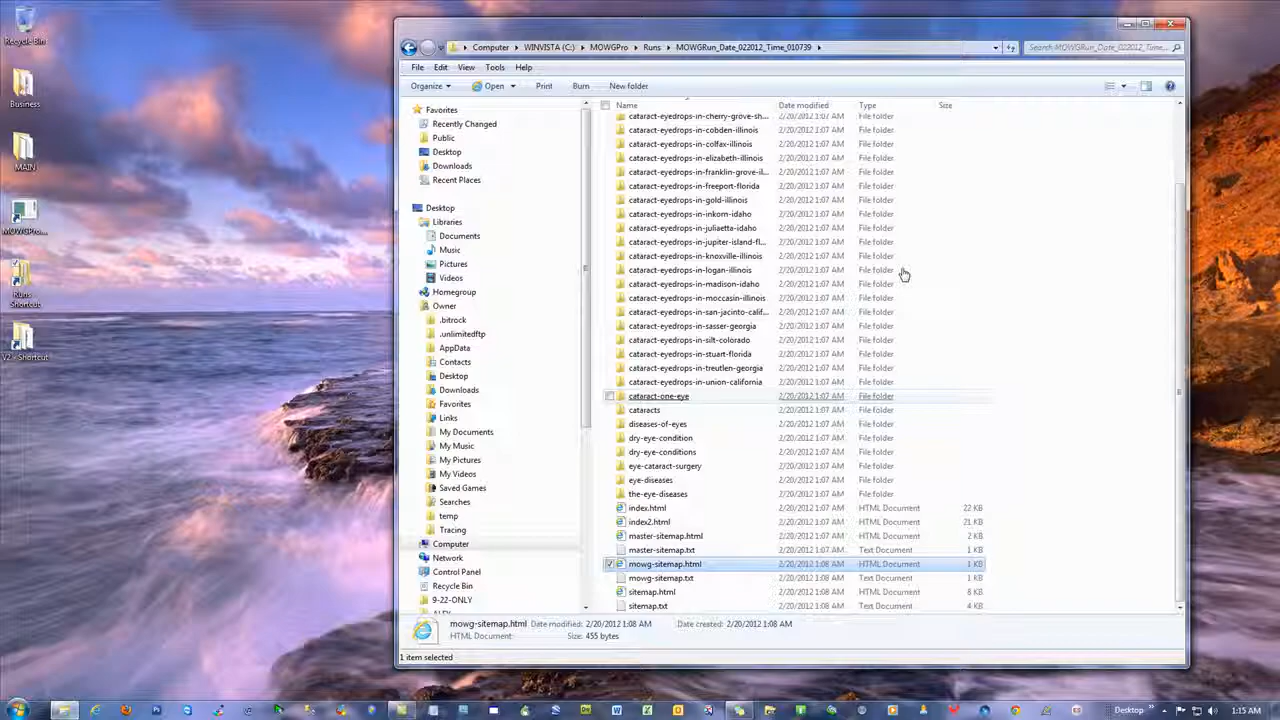 Recycle Bin
Business
MAIN
MOWGPro...
Runs
Shortcut
V2 - Shortcut
Computer
WINVISTA (C:)
MOWGPro
Runs
MOWGRun_Date_022012_Time_010739
Search MOWGRun_Date_022012_Time_...
File Edit View Tools Help
Organize Open Print Burn New folder
Favorites
Recently Changed
Public
Desktop
Downloads
Recent Places
Desktop
Libraries
Documents
Music
Pictures
Videos
Homegroup
Owner
.bitrock
.unlimitedftp
AppData
Contacts
Desktop
Downloads
Favorites
Links
My Documents
My Music
My Pictures
My Videos
Saved Games
Searches
temp
Tracing
Computer
Network
Control Panel
Recycle Bin
9-22-ONLY
Name Date modified Type Size
cataract-eyedrops-in-cherry-grove-sh... 2/20/2012 1:07 AM File folder
cataract-eyedrops-in-cobden-illinois 2/20/2012 1:07 AM File folder
cataract-eyedrops-in-colfax-illinois 2/20/2012 1:07 AM File folder
cataract-eyedrops-in-elizabeth-illinois 2/20/2012 1:07 AM File folder
cataract-eyedrops-in-franklin-grove-il... 2/20/2012 1:07 AM File folder
cataract-eyedrops-in-freeport-florida 2/20/2012 1:07 AM File folder
cataract-eyedrops-in-gold-illinois 2/20/2012 1:07 AM File folder
cataract-eyedrops-in-inkom-idaho 2/20/2012 1:07 AM File folder
cataract-eyedrops-in-juliaetta-idaho 2/20/2012 1:07 AM File folder
cataract-eyedrops-in-jupiter-island-fl... 2/20/2012 1:07 AM File folder
cataract-eyedrops-in-knoxville-illinois 2/20/2012 1:07 AM File folder
cataract-eyedrops-in-logan-illinois 2/20/2012 1:07 AM File folder
cataract-eyedrops-in-madison-idaho 2/20/2012 1:07 AM File folder
cataract-eyedrops-in-moccasin-illinois 2/20/2012 1:07 AM File folder
cataract-eyedrops-in-san-jacinto-calif... 2/20/2012 1:07 AM File folder
cataract-eyedrops-in-sasser-georgia 2/20/2012 1:07 AM File folder
cataract-eyedrops-in-silt-colorado 2/20/2012 1:07 AM File folder
cataract-eyedrops-in-stuart-florida 2/20/2012 1:07 AM File folder
cataract-eyedrops-in-treutlen-georgia 2/20/2012 1:07 AM File folder
cataract-eyedrops-in-union-california 2/20/2012 1:07 AM File folder
cataract-one-eye 2/20/2012 1:07 AM File folder
cataracts 2/20/2012 1:07 AM File folder
diseases-of-eyes 2/20/2012 1:07 AM File folder
dry-eye-condition 2/20/2012 1:07 AM File folder
dry-eye-conditions 2/20/2012 1:07 AM File folder
eye-cataract-surgery 2/20/2012 1:07 AM File folder
eye-diseases 2/20/2012 1:07 AM File folder
the-eye-diseases 2/20/2012 1:07 AM File folder
index.html 2/20/2012 1:07 AM HTML Document 22 KB
index2.html 2/20/2012 1:07 AM HTML Document 21 KB
master-sitemap.html 2/20/2012 1:07 AM HTML Document 2 KB
master-sitemap.txt 2/20/2012 1:07 AM Text Document 1 KB
mowg-sitemap.html 2/20/2012 1:08 AM HTML Document 1 KB
mowg-sitemap.txt 2/20/2012 1:08 AM Text Document 1 KB
sitemap.html 2/20/2012 1:08 AM HTML Document 8 KB
sitemap.txt 2/20/2012 1:08 AM Text Document 4 KB
mowg-sitemap.html Date modified: 2/20/2012 1:08 AM Date created: 2/20/2012 1:08 AM
HTML Document Size: 455 bytes
1 item selected
Desktop
1:15 AM